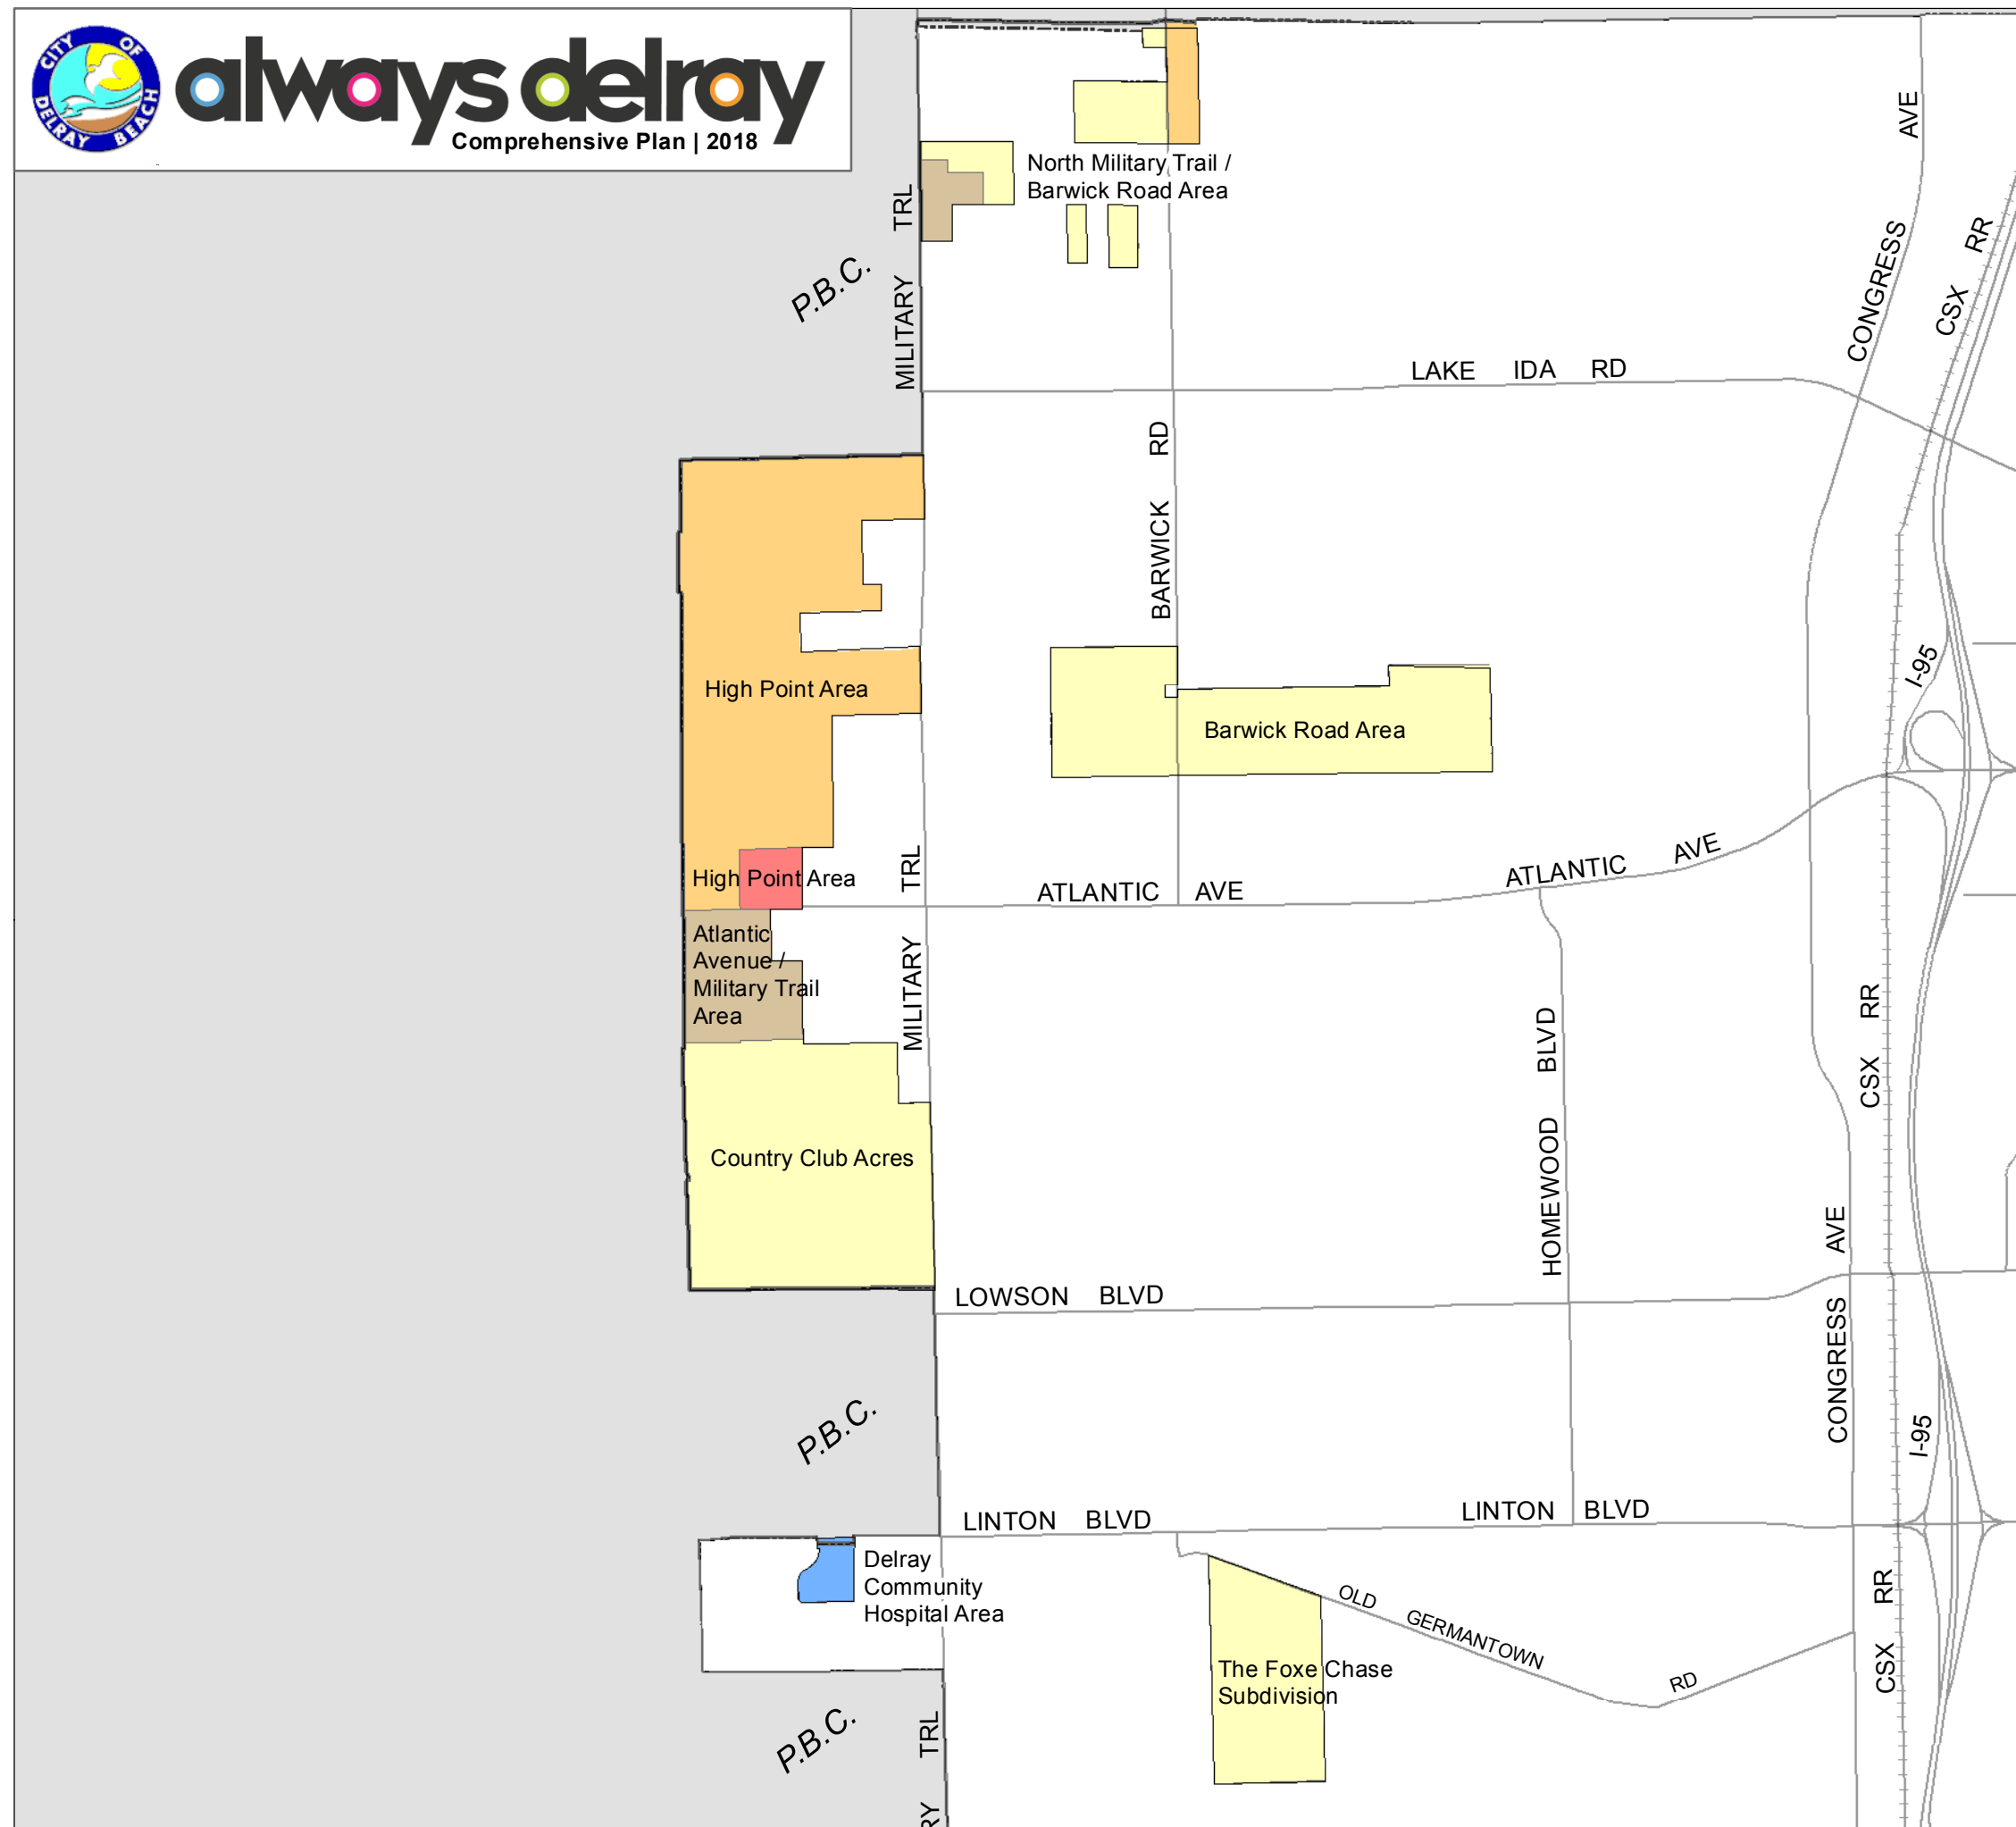 CITY OF
DELRAY BEACH
always delray
Comprehensive Plan | 2018
North Military Trail /
Barwick Road Area
MILITARY TRL
P.B.C.
CONGRESS AVE
CSX RR
LAKE IDA RD
BARWICK RD
I-95
High Point Area
Barwick Road Area
High Point Area
MILITARY TRL
ATLANTIC AVE
ATLANTIC AVE
Atlantic
Avenue /
Military Trail
Area
HOMEWOOD BLVD
CSX RR
Country Club Acres
CONGRESS AVE
LOWSON BLVD
P.B.C.
I-95
LINTON BLVD
LINTON BLVD
Delray
Community
Hospital Area
OLD GERMANTOWN RD
CSX RR
The Foxe Chase
Subdivision
P.B.C.
RY TRL